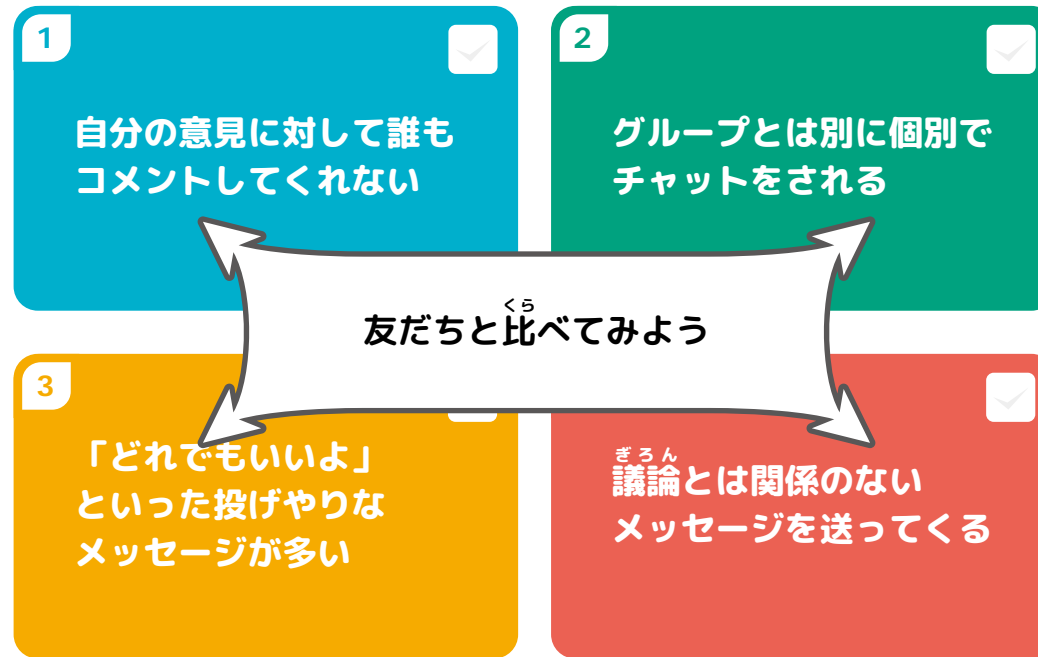 1
自分の意見に対して誰も
コメントしてくれない
2
グループとは別に個別で
チャットをされる
くら
友だちと比べてみよう
3
「どれでもいいよ」
といった投げやりな
メッセージが多い
ぎろん
議論とは関係のない
メッセージを送ってくる